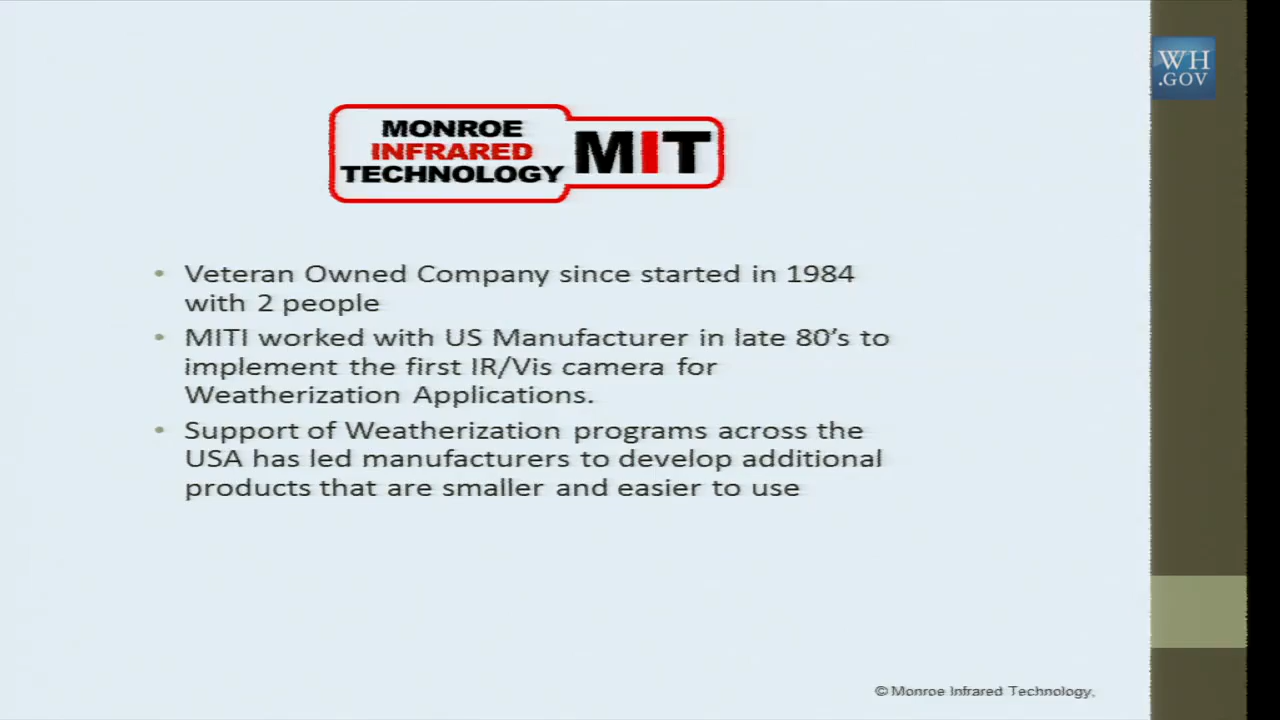 WH
.GOV
MONROE
INFRARED
TECHNOLOGY
MIT
• Veteran Owned Company since started in 1984
with 2 people
• MITI worked with US Manufacturer in late 80's to
implement the first IR/Vis camera for
Weatherization Applications.
• Support of Weatherization programs across the
USA has led manufacturers to develop additional
products that are smaller and easier to use
© Monroe Infrared Technology,